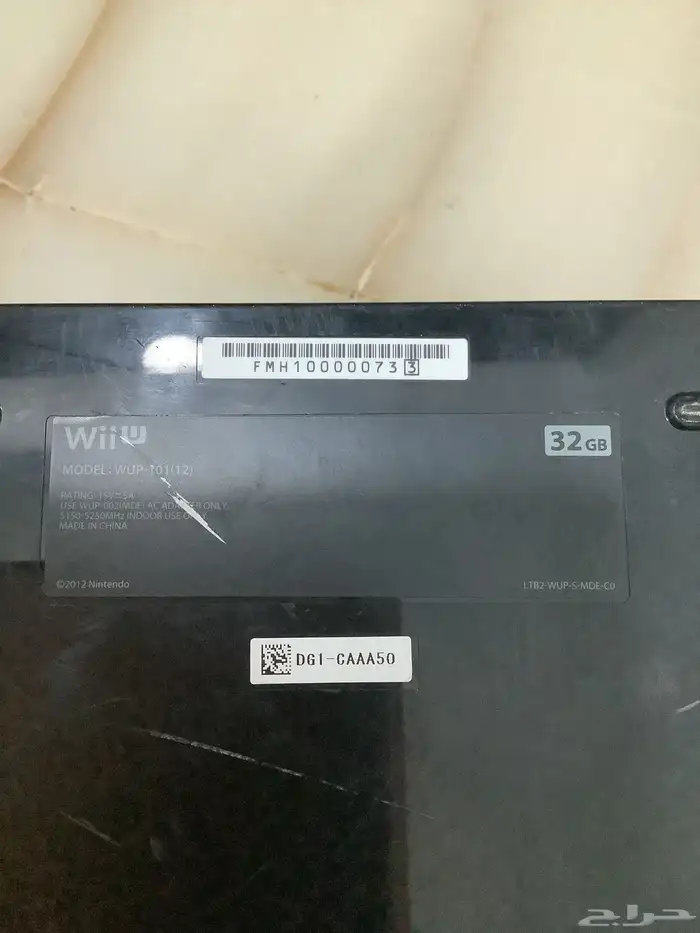 FMH10000073 3
Wii U
32GB
MODEL: WUP-101(12)
RATING: 15V⎓5A
USE WUP-002(MDE) AC ADAPTER ONLY.
5150-5250MHz INDOOR USE ONLY.
MADE IN CHINA
©2012 Nintendo
LTB2-WUP-S-MDE-C0
DG1-CAAA50
حراج